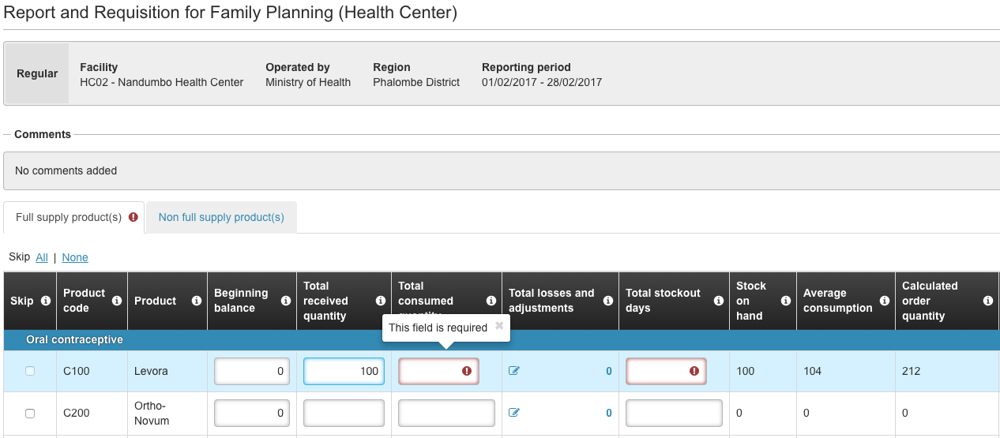 Report and Requisition for Family Planning (Health Center)
Regular
Facility
HC02 - Nandumbo Health Center
Operated by
Ministry of Health
Region
Phalombe District
Reporting period
01/02/2017 - 28/02/2017
Comments
No comments added
Full supply product(s)
Non full supply product(s)
Skip All | None
Skip
Product
code
Product
Beginning
balance
Total
received
quantity
Total
consumed
quantity
Total losses and
adjustments
Total stockout
days
Stock
on
hand
Average
consumption
Calculated
order
quantity
This field is required
Oral contraceptive
C100 Levora 0 100 0 100 104 212
C200 Ortho-
Novum 0 0 0 0 0